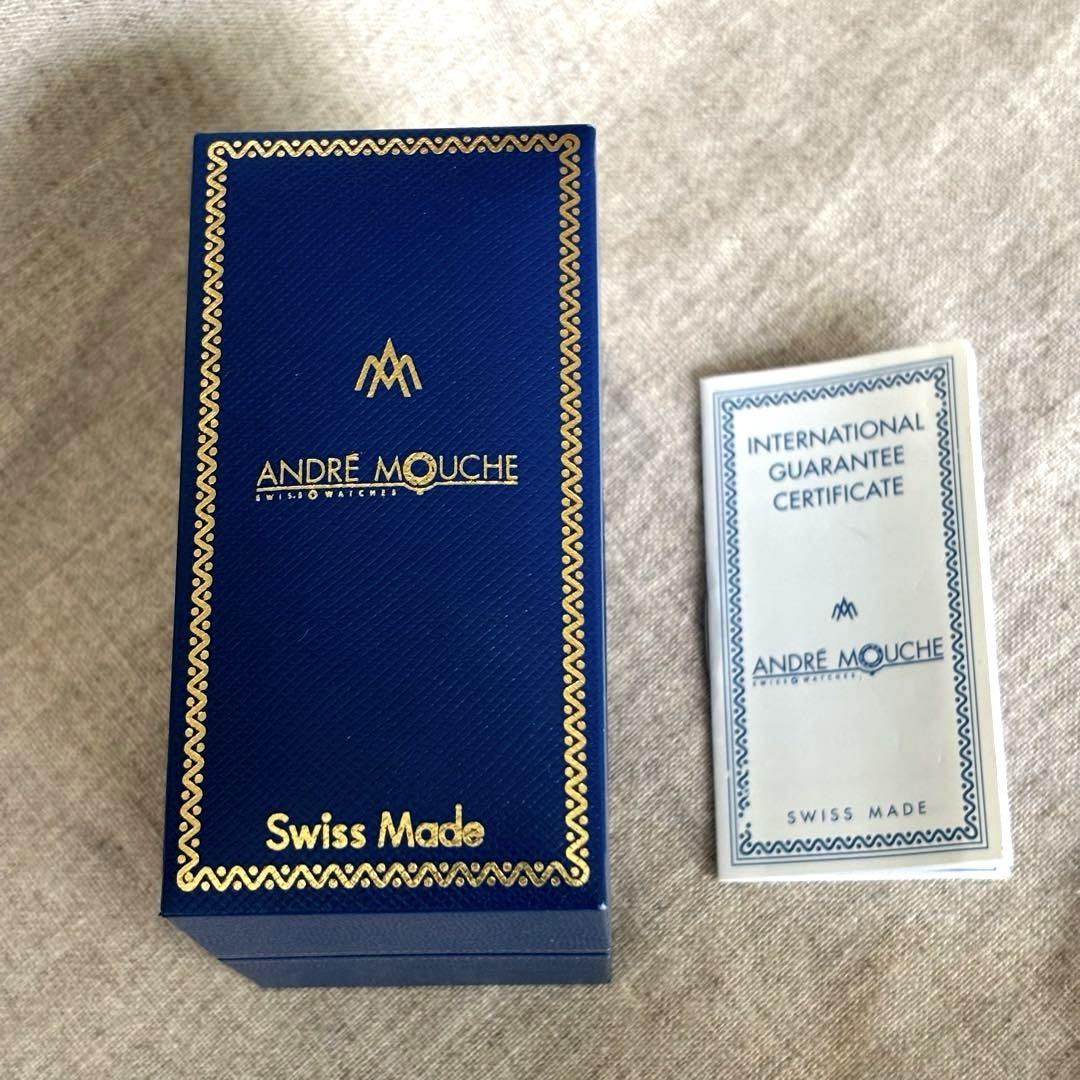 ANDRÉ MOUCHE
SWISS WATCHES
Swiss Made
INTERNATIONAL
GUARANTEE
CERTIFICATE
ANDRÉ MOUCHE
SWISS WATCHES
SWISS MADE